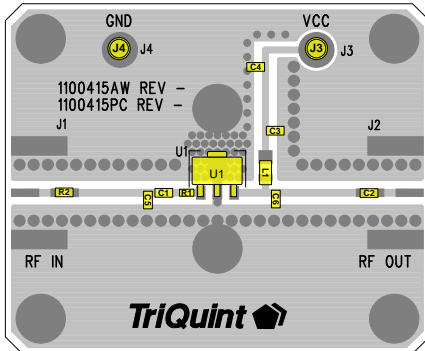 GND
VCC
J4
J4
J3
J3
C4
1100415AW REV -
1100415PC REV -
J1
C3
J2
U1
U1
L1
R2
C5
C1
R1
C6
C2
RF IN
RF OUT
TriQuint